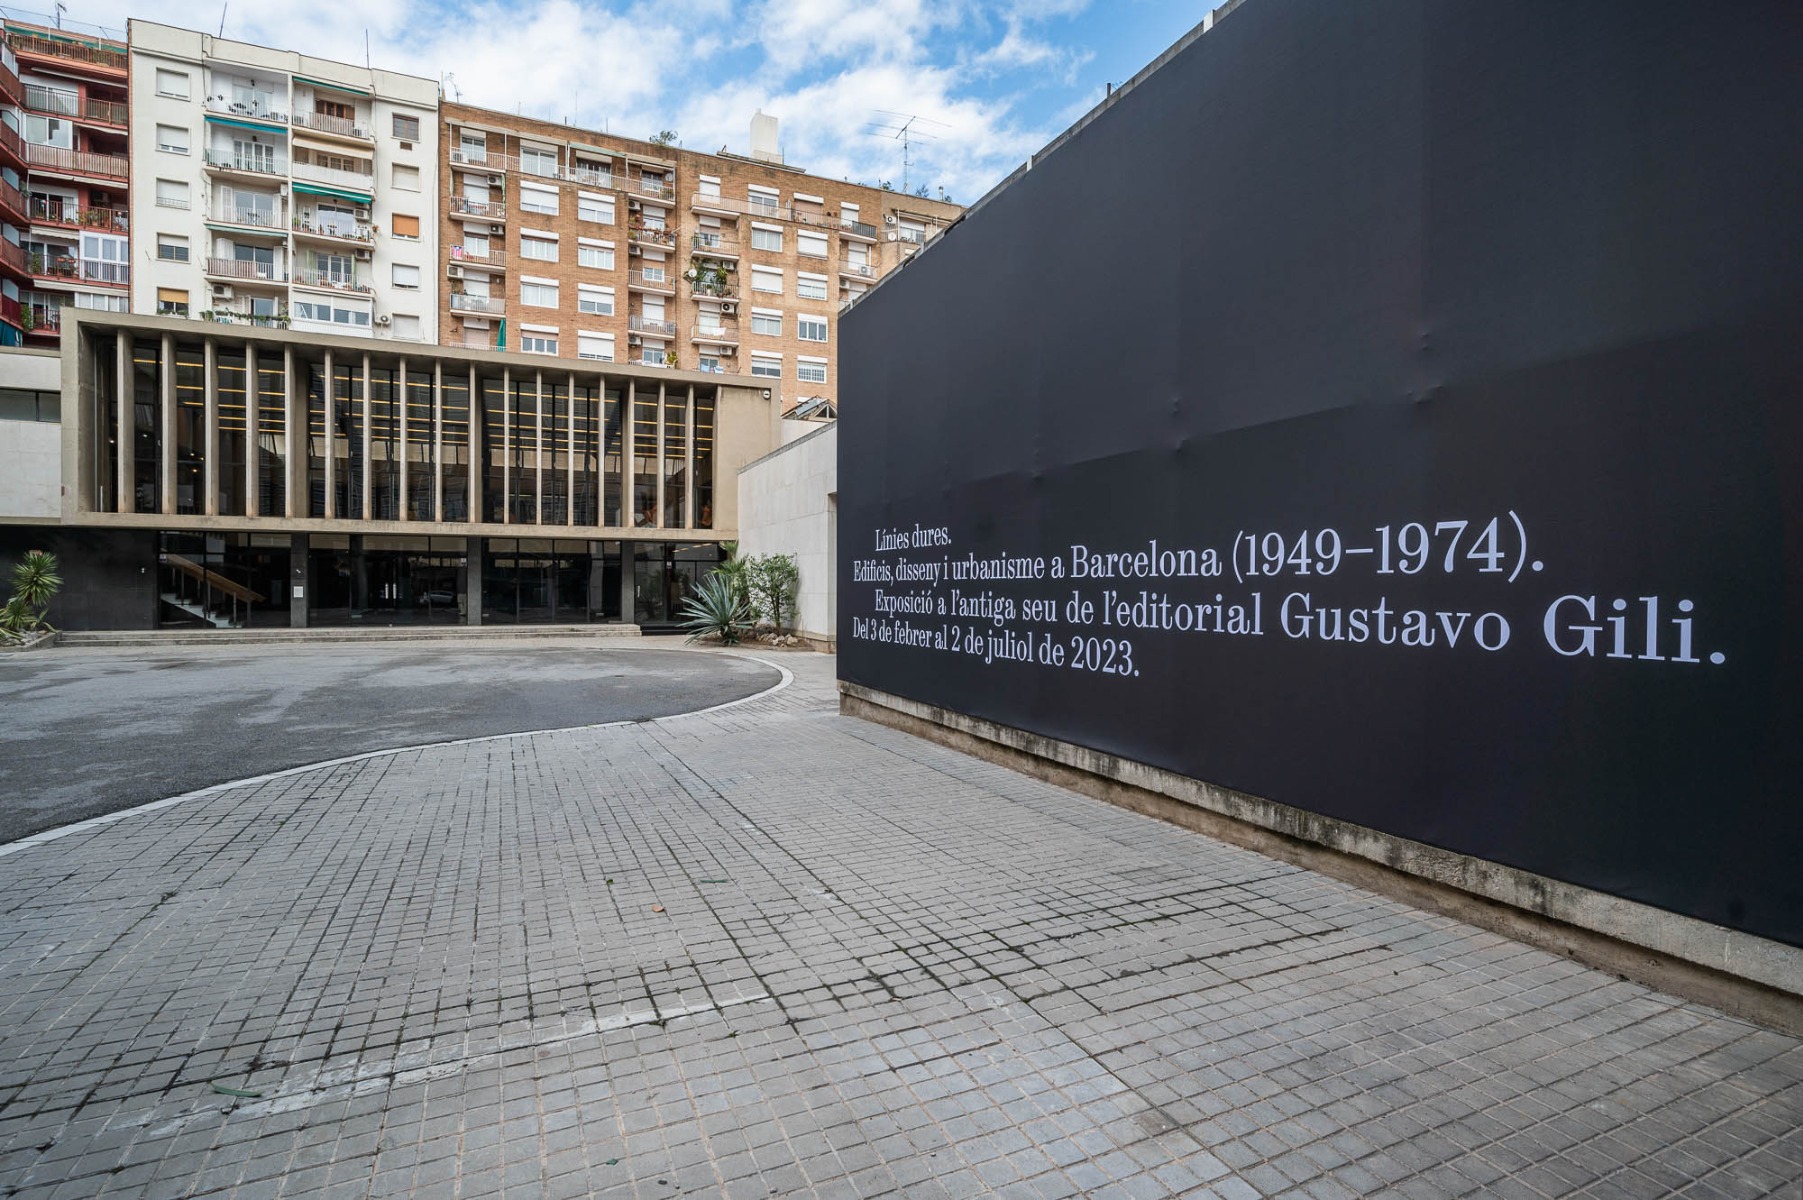 Línies dures.
Edificis, disseny i urbanisme a Barcelona (1949–1974).
Exposició a l’antiga seu de l’editorial Gustavo Gili.
Del 3 de febrer al 2 de juliol de 2023.